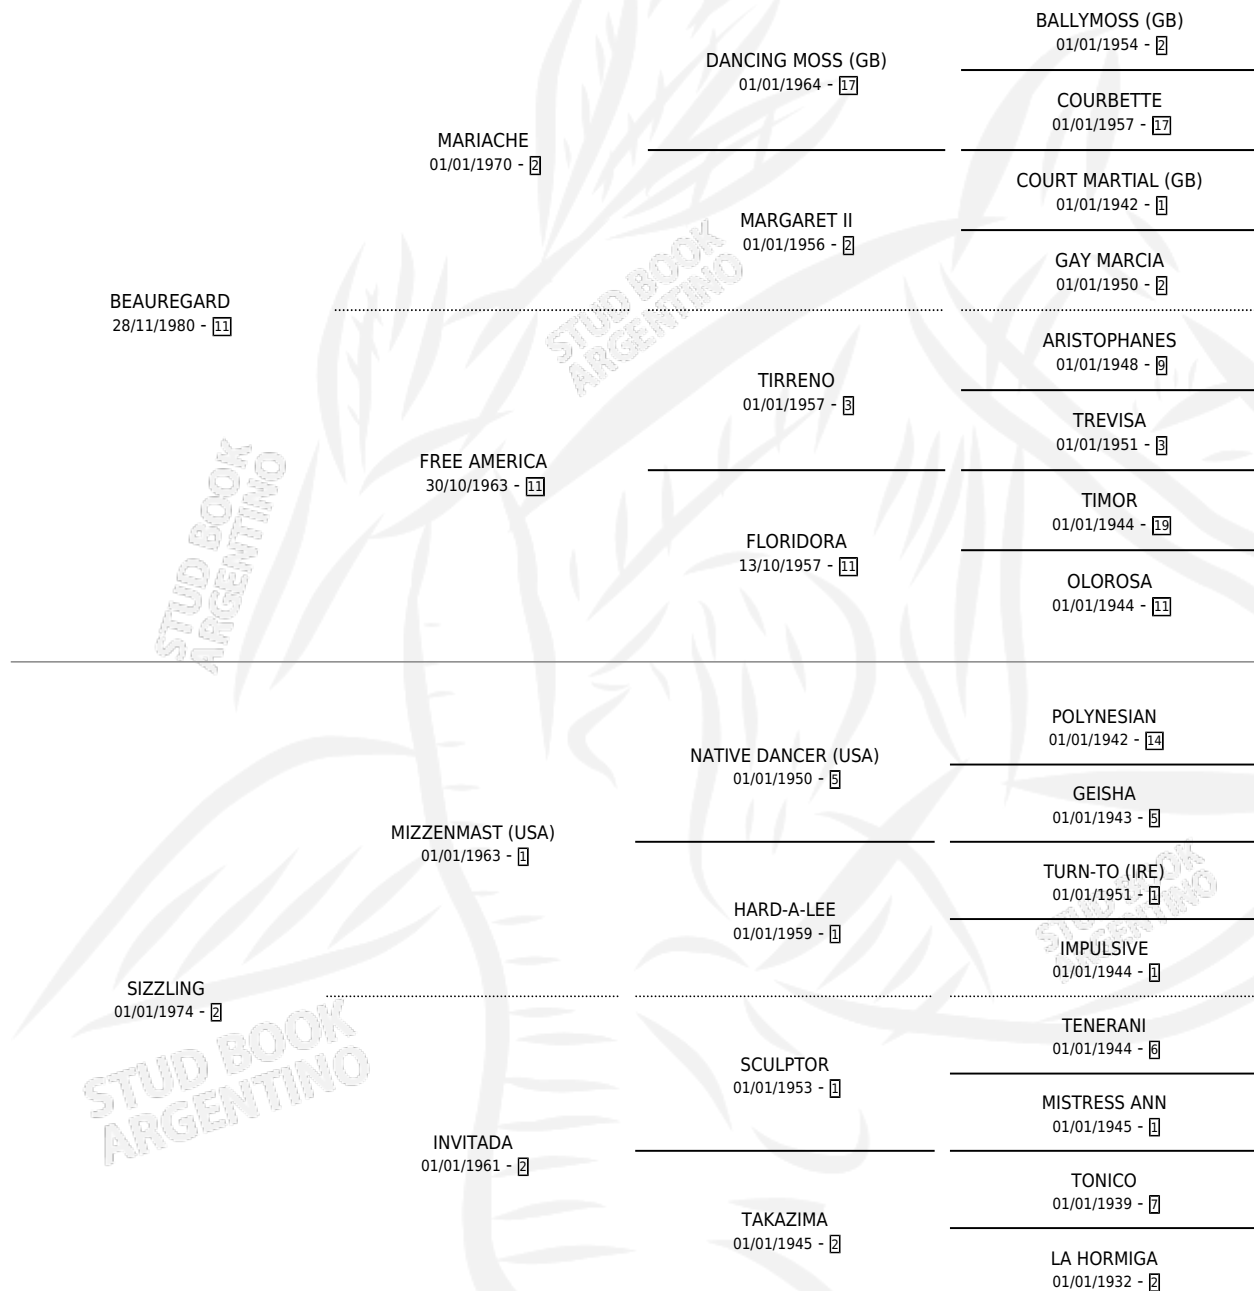 BALLYMOSS (GB)
01/01/1954 - 2
DANCING MOSS (GB)
01/01/1964 - 17
COURBETTE
01/01/1957 - 17
MARIACHE
01/01/1970 - 2
COURT MARTIAL (GB)
01/01/1942 - 1
MARGARET II
01/01/1956 - 2
GAY MARCIA
01/01/1950 - 2
BEAUREGARD
28/11/1980 - 11
STUD BOOK
ARGENTINO
ARISTOPHANES
01/01/1948 - 9
TIRRENO
01/01/1957 - 3
TREVISA
01/01/1951 - 3
FREE AMERICA
30/10/1963 - 11
TIMOR
01/01/1944 - 19
FLORIDORA
13/10/1957 - 11
OLOROSA
01/01/1944 - 11
STUD BOOK
ARGENTINO
POLYNESIAN
01/01/1942 - 14
NATIVE DANCER (USA)
01/01/1950 - 5
GEISHA
01/01/1943 - 5
MIZZENMAST (USA)
01/01/1963 - 1
TURN-TO (IRE)
01/01/1951 - 1
HARD-A-LEE
01/01/1959 - 1
IMPULSIVE
01/01/1944 - 1
STUD BOOK
ARGENTINO
SIZZLING
01/01/1974 - 2
TENERANI
01/01/1944 - 6
SCULPTOR
01/01/1953 - 1
MISTRESS ANN
01/01/1945 - 1
STUD BOOK
ARGENTINO
INVITADA
01/01/1961 - 2
TONICO
01/01/1939 - 7
TAKAZIMA
01/01/1945 - 2
LA HORMIGA
01/01/1932 - 2